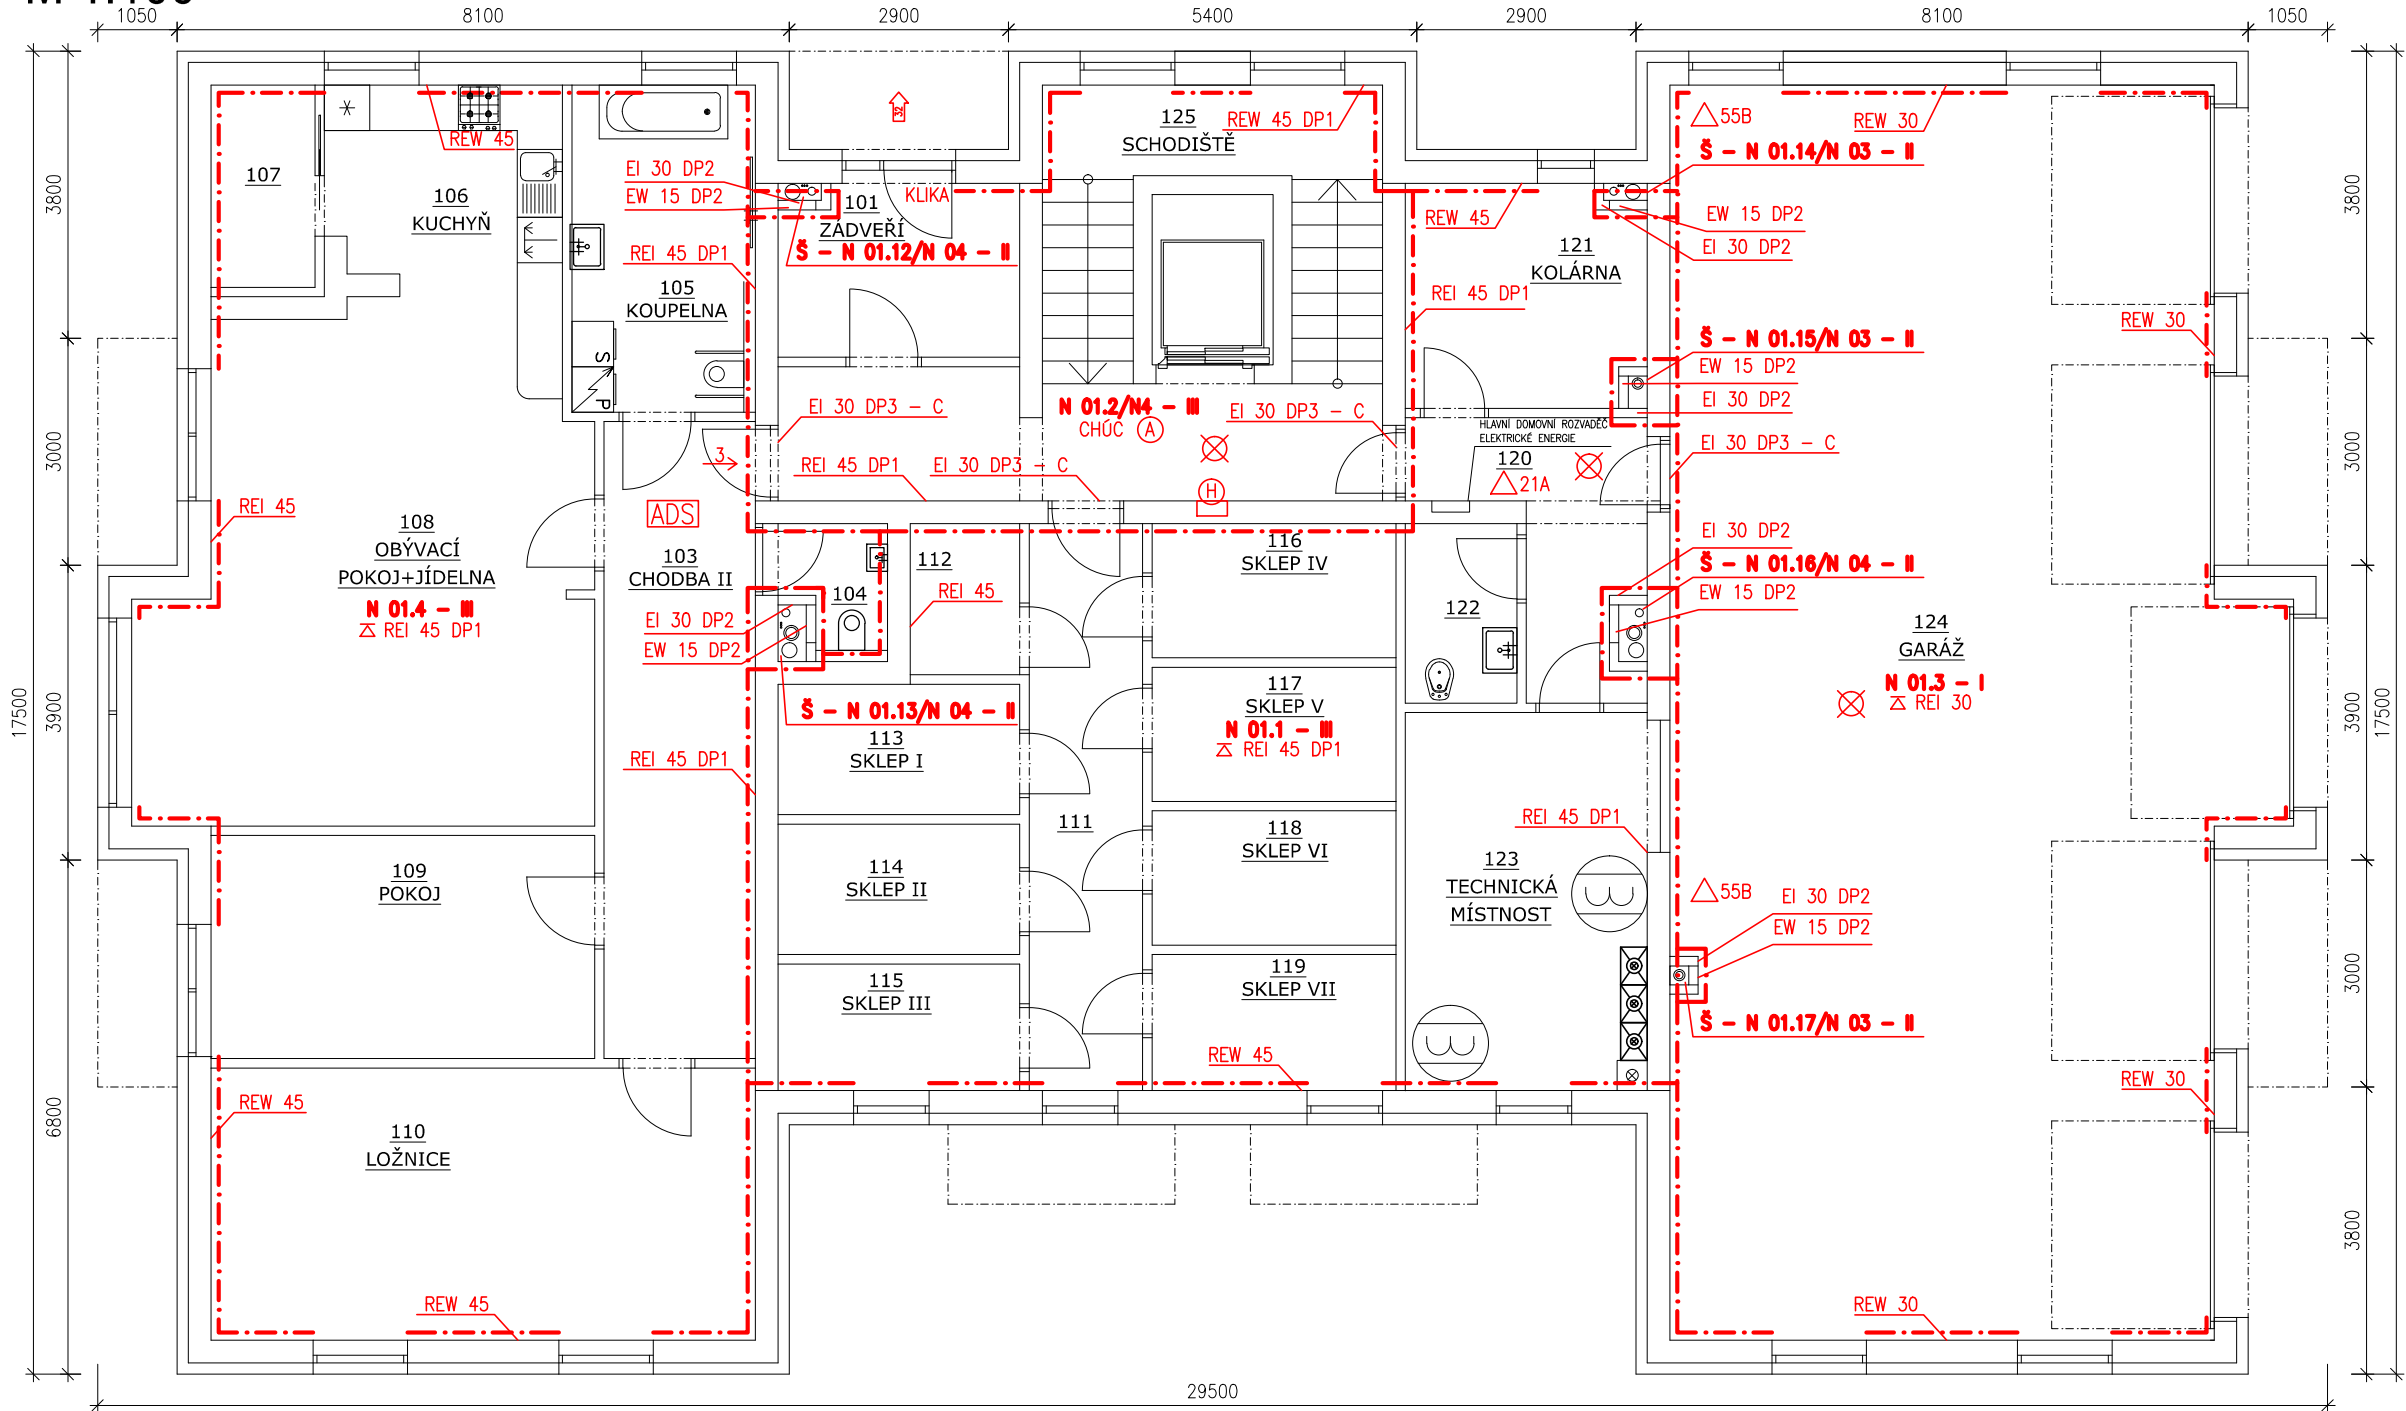 1050
8100
2900
5400
2900
8100
1050
REW 45
125
SCHODIŠTĚ
REW 45 DP1
32
55B
REW 30
Š - N 01.14/N 03 - II
107
106
KUCHYŇ
EI 30 DP2
EW 15 DP2
101
ZÁDVEŘÍ
KLIKA
Š - N 01.12/N 04 - II
REW 45
EW 15 DP2
EI 30 DP2
121
KOLÁRNA
REI 45 DP1
105
KOUPELNA
REI 45 DP1
REW 30
Š - N 01.15/N 03 - II
EW 15 DP2
EI 30 DP2
S
P
EI 30 DP3 - C
N 01.2/N4 - III
CHÚC A
EI 30 DP3 - C
HLAVNÍ DOMOVNÍ ROZVADĚČ
ELEKTRICKÉ ENERGIE
EI 30 DP3 - C
3
REI 45 DP1
EI 30 DP3 - C
120
21A
H
ADS
REI 45
108
OBÝVACÍ
POKOJ+JÍDELNA
N 01.4 - III
REI 45 DP1
103
CHODBA II
104
112
REI 45
116
SKLEP IV
122
EI 30 DP2
Š - N 01.16/N 04 - II
EW 15 DP2
EI 30 DP2
EW 15 DP2
Š - N 01.13/N 04 - II
124
GARÁŽ
N 01.3 - I
REI 30
117
SKLEP V
N 01.1 - III
REI 45 DP1
113
SKLEP I
REI 45 DP1
111
118
SKLEP VI
REI 45 DP1
109
POKOJ
114
SKLEP II
123
TECHNICKÁ
MÍSTNOST
B
55B
EI 30 DP2
EW 15 DP2
115
SKLEP III
119
SKLEP VII
B
Š - N 01.17/N 03 - II
REW 45
REW 45
REW 30
110
LOŽNICE
REW 45
REW 30
3800
3000
3900
6800
17500
3800
3000
3900
3000
3800
17500
29500